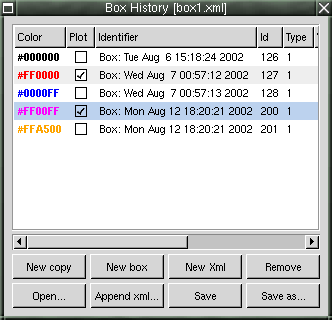 Box History [box1.xml]
Color Plot Identifier Id Type
#000000 Box: Tue Aug 6 15:18:24 2002 126 1
#FF0000 Box: Wed Aug 7 00:57:12 2002 127 1
#0000FF Box: Wed Aug 7 00:57:13 2002 128 1
#FF00FF Box: Mon Aug 12 18:20:21 2002 200 1
#FFA500 Box: Mon Aug 12 18:20:21 2002 201 1
New copy New box New Xml Remove
Open... Append xml... Save Save as...